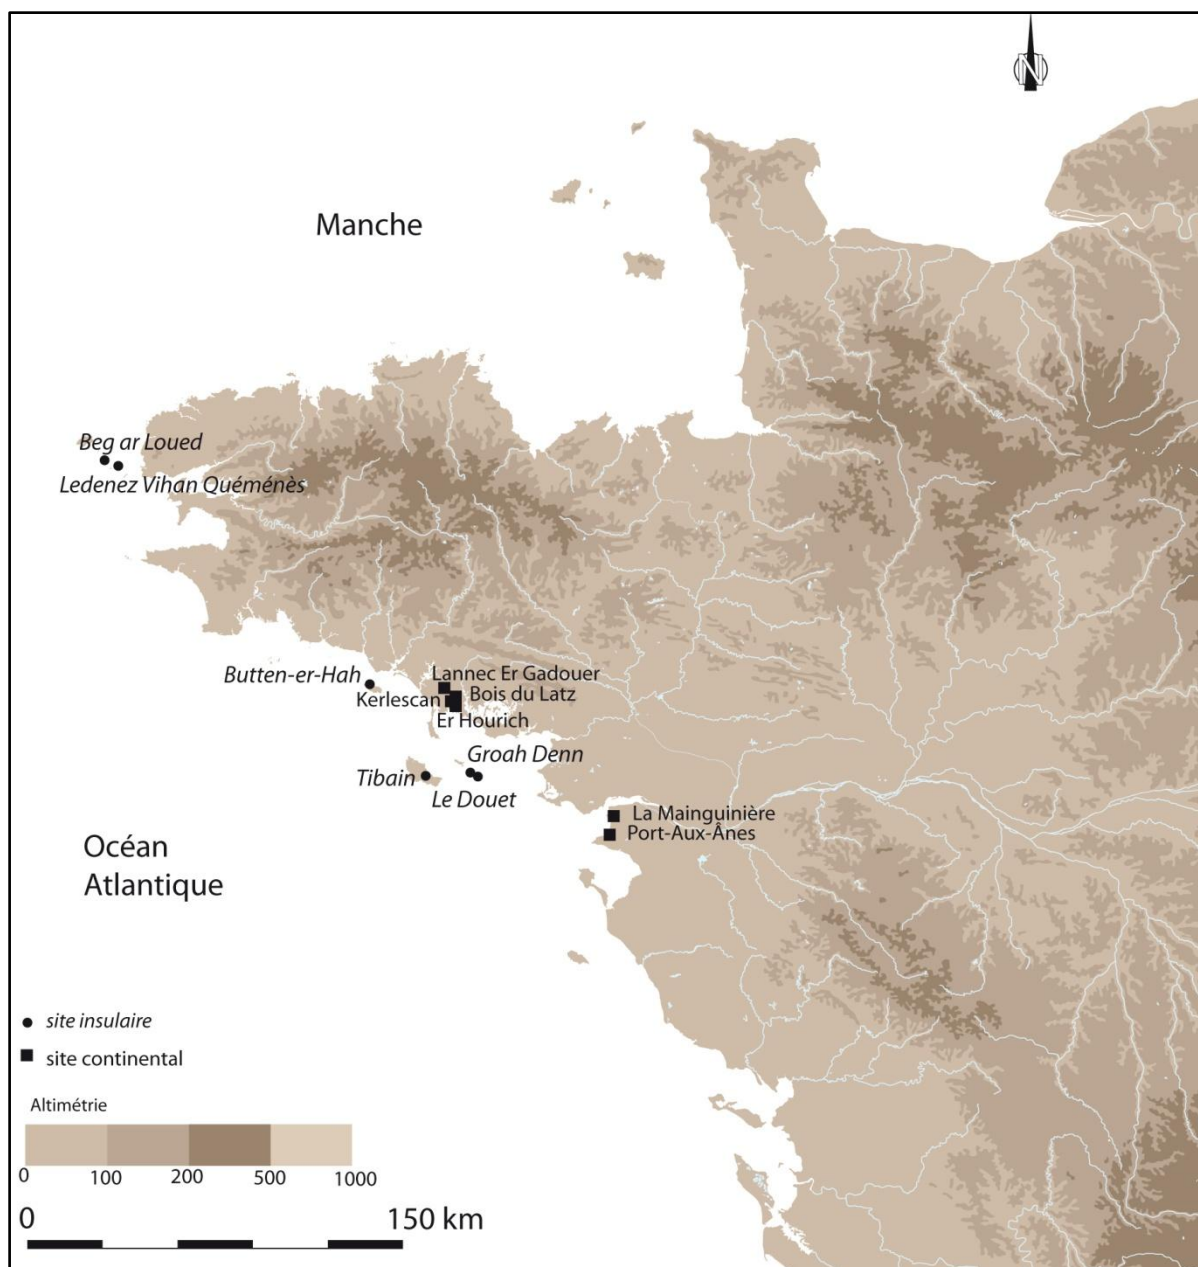 N
Manche
Beg ar Loued
Ledenez Vihan Quéménès
Butten-er-Hah
Lannec Er Gadouer
Kerlescan
Bois du Latz
Er Hourich
Groah Denn
Tibain
Le Douet
La Mainguinière
Port-Aux-Ânes
Océan
Atlantique
site insulaire
site continental
Altimétrie
0 100 200 500 1000
0 150 km